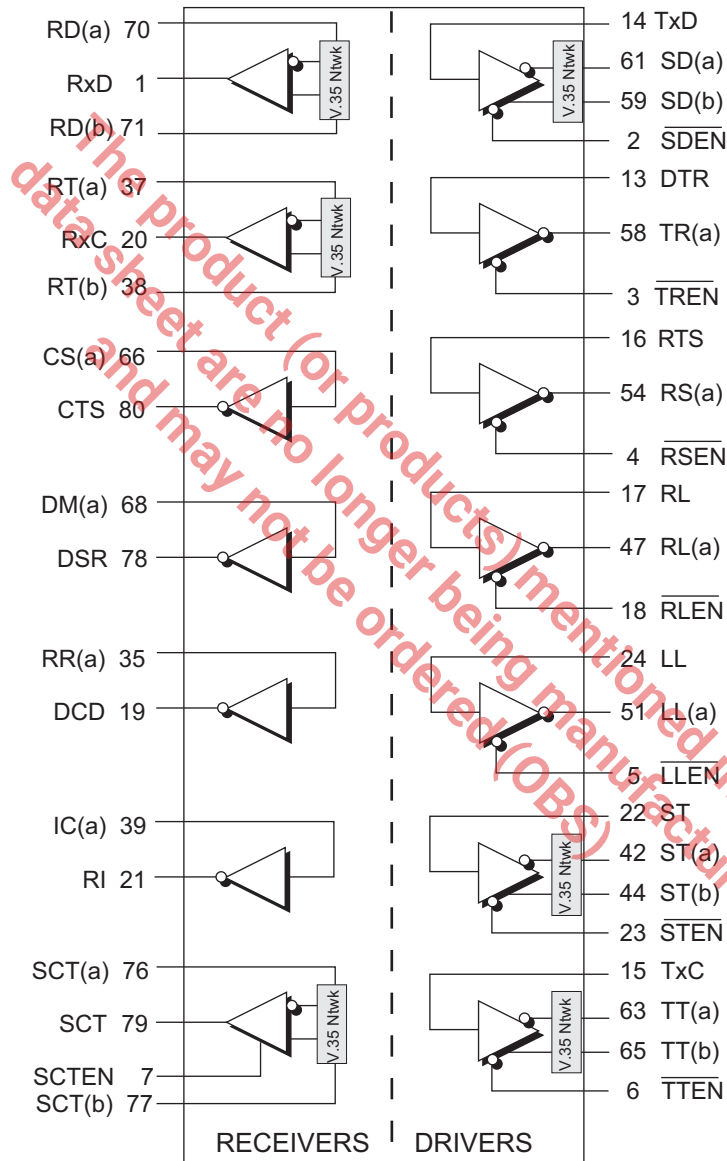 RD(a) 70
RxD 1
RD(b) 71
V.35 Ntwk
RT(a) 37
RxC 20
RT(b) 38
V.35 Ntwk
CS(a) 66
CTS 80
DM(a) 68
DSR 78
RR(a) 35
DCD 19
IC(a) 39
RI 21
SCT(a) 76
SCT 79
SCTEN 7
SCT(b) 77
V.35 Ntwk
RECEIVERS
14 TxD
61 SD(a)
59 SD(b)
2 SDEN
V.35 Ntwk
13 DTR
58 TR(a)
3 TREN
16 RTS
54 RS(a)
4 RSEN
17 RL
47 RL(a)
18 RLEN
24 LL
51 LL(a)
5 LLEN
22 ST
42 ST(a)
44 ST(b)
23 STEN
V.35 Ntwk
15 TxC
63 TT(a)
65 TT(b)
6 TTEN
V.35 Ntwk
DRIVERS
The product (or products) mentioned
data sheet are no longer being
and may not be ordered (OBS)